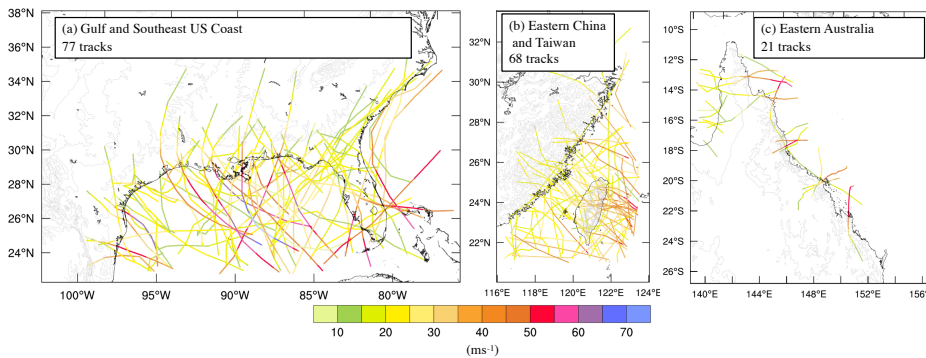 (a) Gulf and Southeast US Coast
77 tracks
38°N
36°N
34°N
32°N
30°N
28°N
26°N
24°N
100°W
95°W
90°W
85°W
80°W
(b) Eastern China
and Taiwan
68 tracks
32°N
30°N
28°N
26°N
24°N
22°N
116°E
118°E
120°E
122°E
124°E
(c) Eastern Australia
21 tracks
10°S
12°S
14°S
16°S
18°S
20°S
22°S
24°S
26°S
140°E
144°E
148°E
152°E
156°E
10
20
30
40
50
60
70
(ms⁻¹)